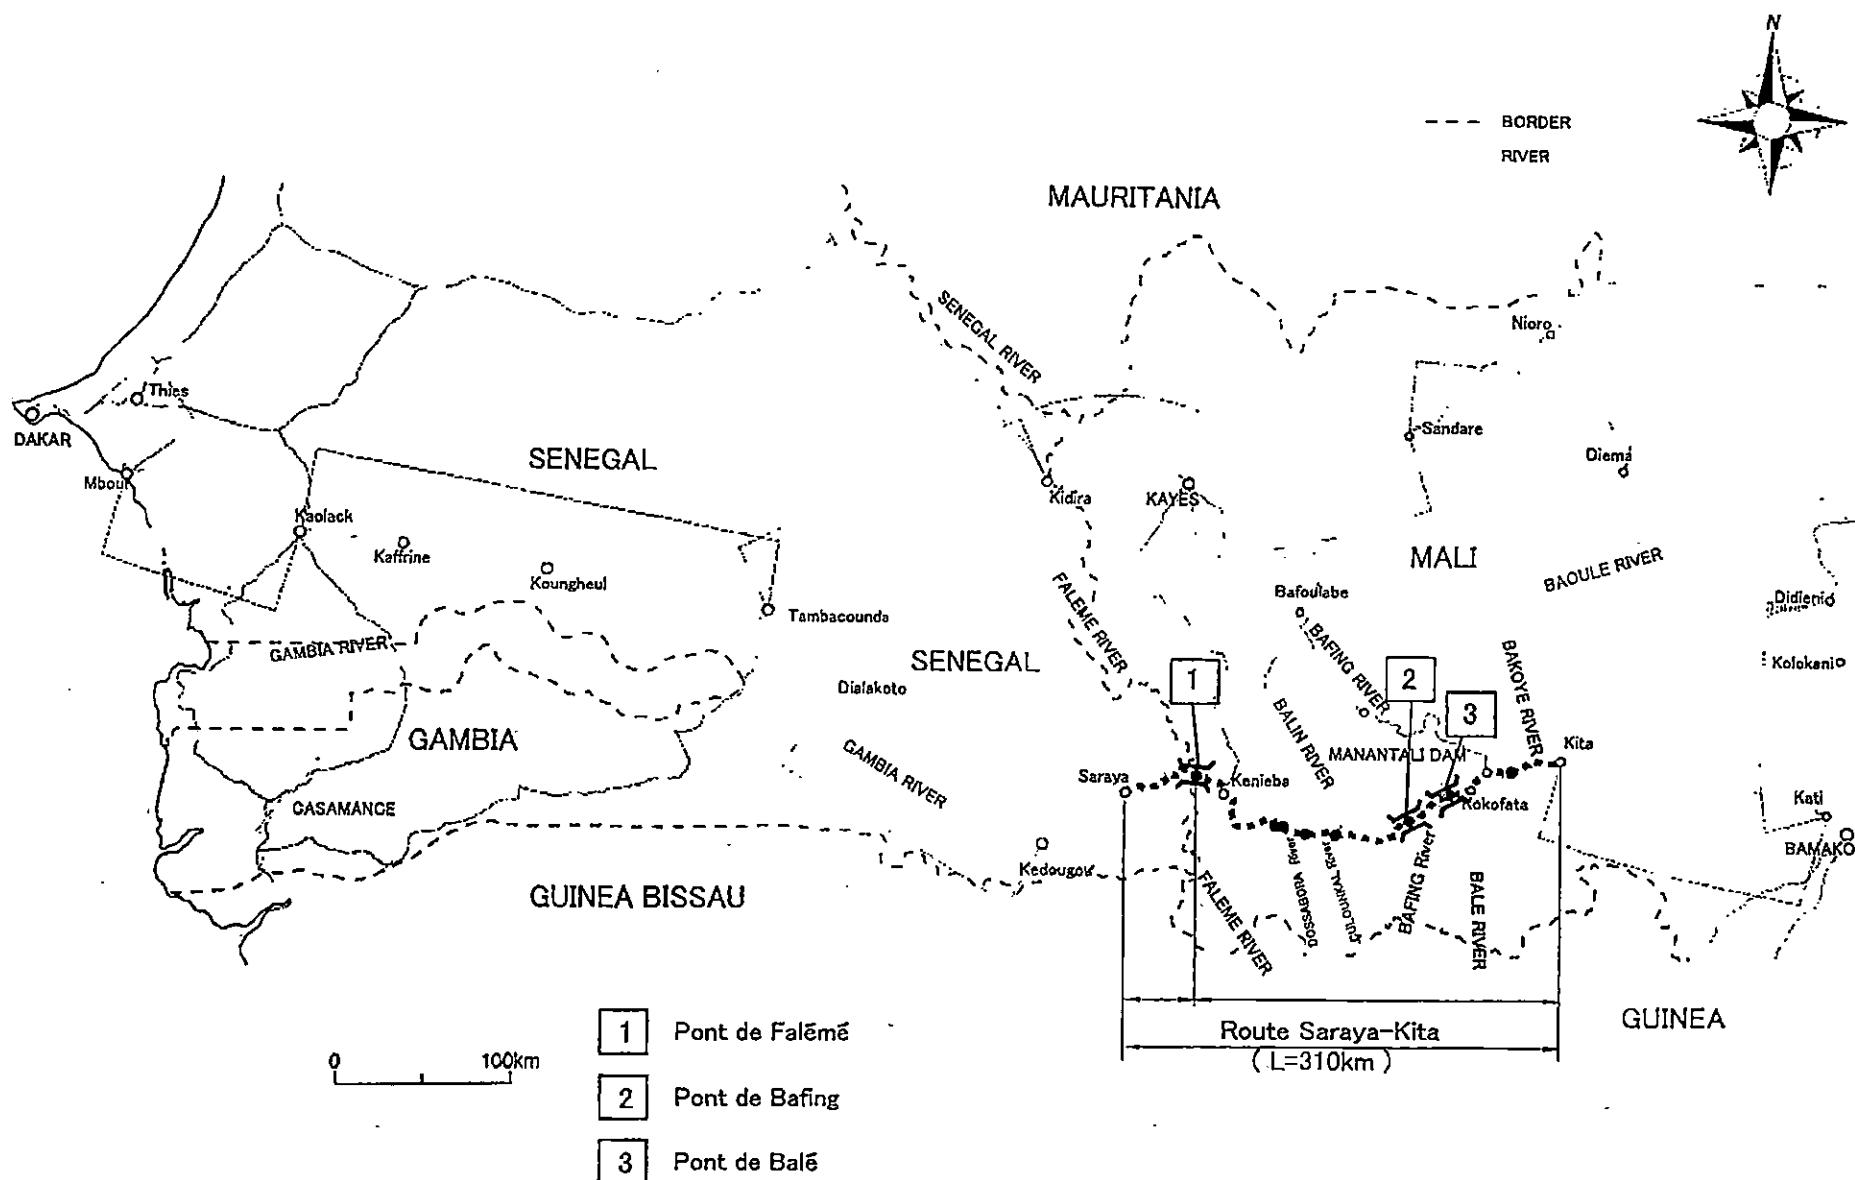 N
BORDER
RIVER
MAURITANIA
SENEGAL RIVER
Nioro
Thies
DAKAR
Sandare
SENEGAL
Diemá
Mbour
Kidira
KAYES
Kaolack
Kaffrine
MALI
BAOULE RIVER
Koungheul
FALEME RIVER
Bafoulabe
Didieni
Tambacounda
BAFING RIVER
GAMBIA RIVER
SENEGAL
BAKOYE RIVER
Kolokani
1
2
3
Dialakoto
BALIN RIVER
GAMBIA
MANANTALI DAM
Kita
GAMBIA RIVER
Saraya
Kenieba
CASAMANCE
Kokofata
Kati
BAMAKO
Kedougou
GUINEA BISSAU
FALEME RIVER
DOSSABORA River
River
BAFING River
BALE RIVER
GUINEA
Route Saraya-Kita
( L=310km )
0 100km
1 Pont de Falémé
2 Pont de Bafing
3 Pont de Balé